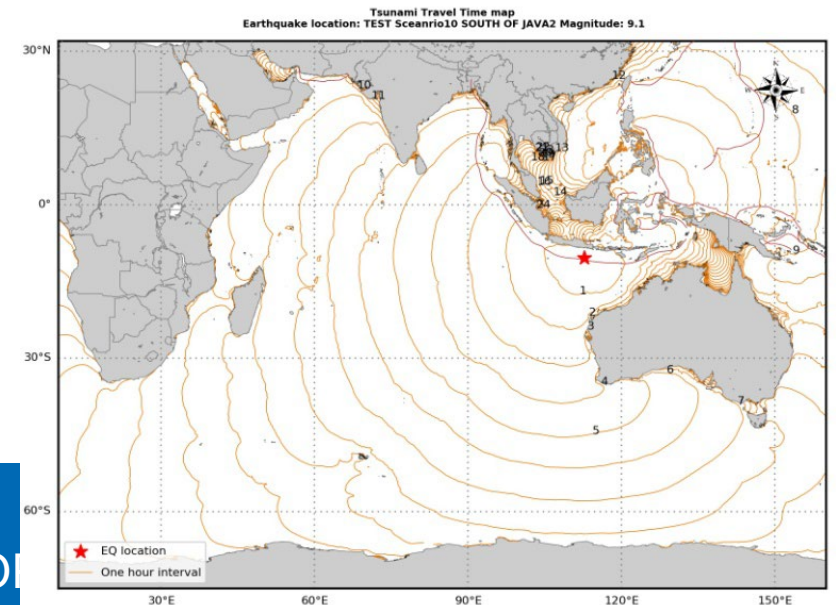 Tsunami Travel Time map
Earthquake location: TEST Sceanrio10 SOUTH OF JAVA2 Magnitude: 9.1
30°N
0°
30°S
60°S
10
11
12
8
13
15
14
24
9
1
2
3
4
5
6
7
N
W
E
S
EQ location
One hour interval
30°E
60°E
90°E
120°E
150°E